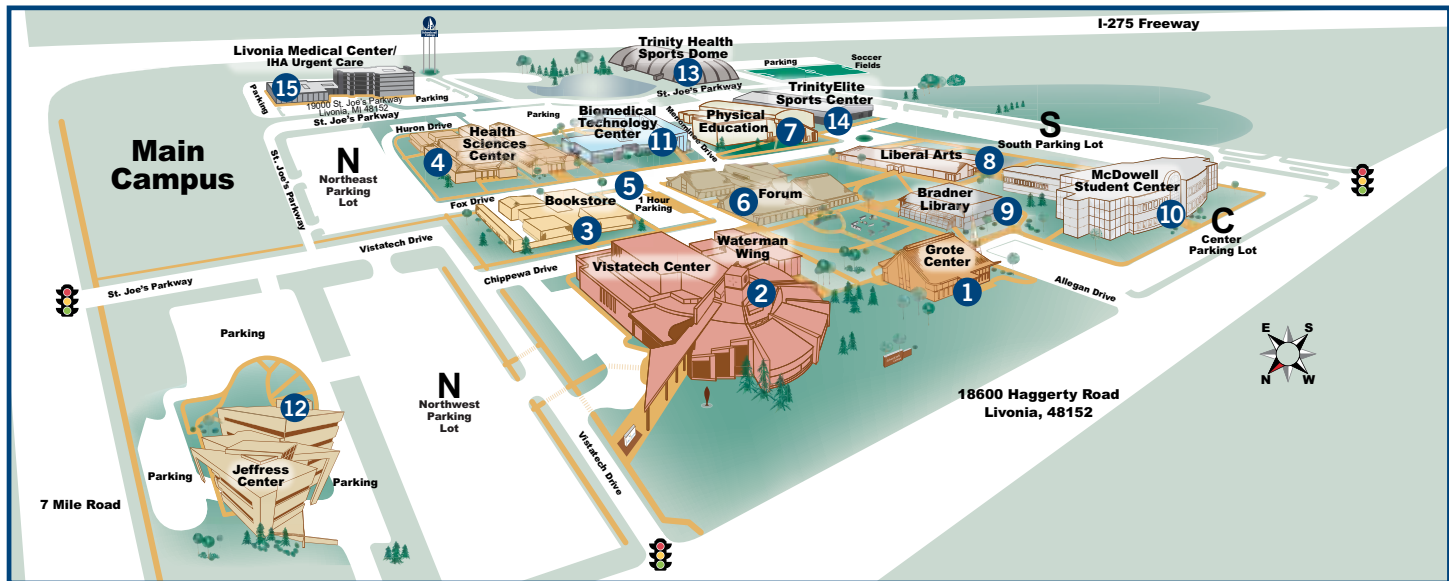 I-275 Freeway
Livonia Medical Center/
IHA Urgent Care
15
19000 St. Joe's Parkway
Livonia, MI 48152
Parking
Parking
St. Joe's Parkway
Trinity Health
Sports Dome
13
Parking
Soccer
Fields
St. Joe's Parkway
TrinityElite
Sports Center
14
Main
Campus
St. Joe's Parkway
N
Northeast
Parking
Lot
Huron Drive
Health
Sciences
Center
4
Parking
Biomedical
Technology
Center
11
Menominee Drive
Physical
Education
7
S
South Parking Lot
Liberal Arts
8
McDowell
Student Center
10
C
Center
Parking Lot
Bradner
Library
9
Forum
6
5
1 Hour
Parking
Fox Drive
Bookstore
3
Vistatech Drive
Chippewa Drive
Waterman
Wing
Vistatech Center
2
Grote
Center
1
Allegan Drive
St. Joe's Parkway
Parking
N
Northwest
Parking
Lot
12
Jeffress
Center
Parking
Parking
7 Mile Road
Vistatech Drive
18600 Haggerty Road
Livonia, 48152
E
S
N
W